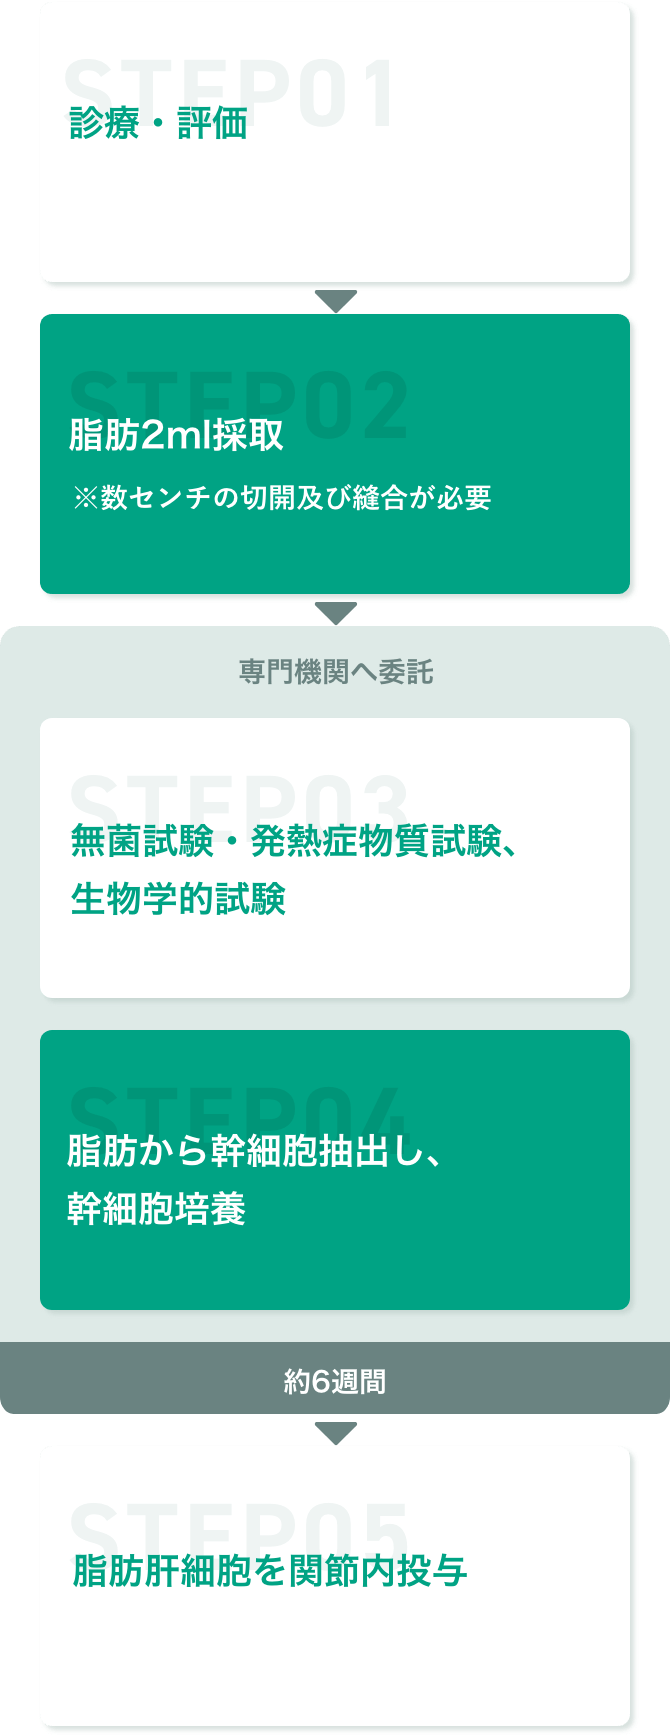 STEP01
診療・評価
STEP02
脂肪2ml採取
※数センチの切開及び縫合が必要
専門機関へ委託
STEP03
無菌試験・発熱症物質試験、
生物学的試験
STEP04
脂肪から幹細胞抽出し、
幹細胞培養
約6週間
STEP05
脂肪肝細胞を関節内投与